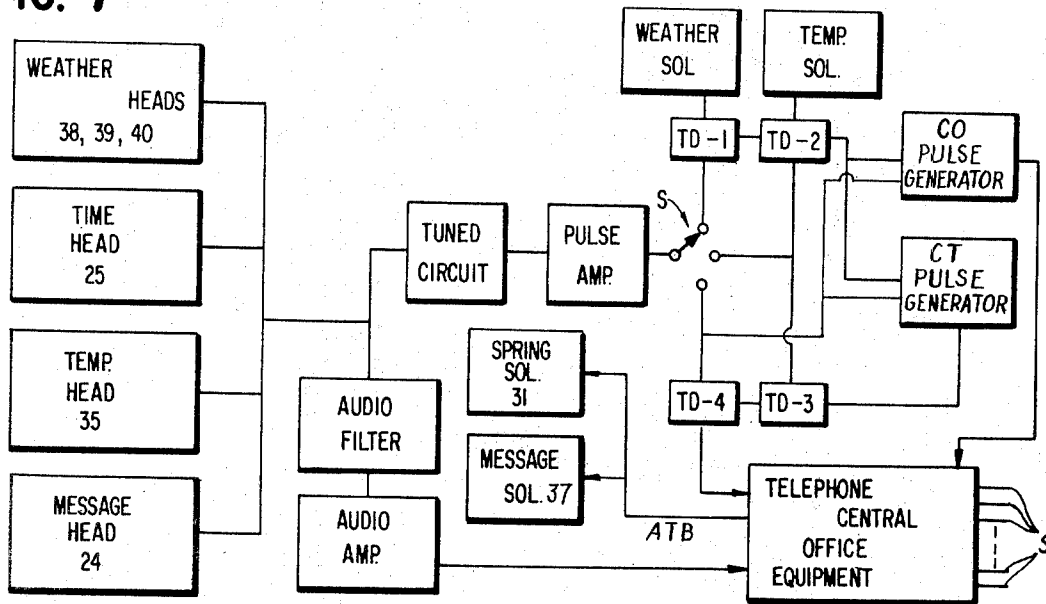 WEATHER
HEADS
38, 39, 40
TIME
HEAD
25
TEMP.
HEAD
35
MESSAGE
HEAD
24
TUNED
CIRCUIT
PULSE
AMP.
S
AUDIO
FILTER
AUDIO
AMP.
SPRING
SOL.
31
MESSAGE
SOL. 37
WEATHER
SOL
TEMP.
SOL.
TD-1
TD-2
TD-4
TD-3
CO
PULSE
GENERATOR
CT
PULSE
GENERATOR
ATB
TELEPHONE
CENTRAL
OFFICE
EQUIPMENT